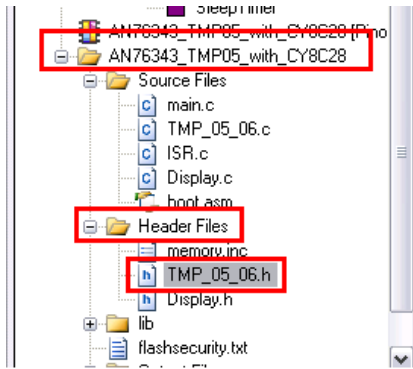 SleepTimer
AN76343_TMP05_with_CY8C28 [Pino
AN76343_TMP05_with_CY8C28
Source Files
main.c
TMP_05_06.c
ISR.c
Display.c
boot.asm
Header Files
memory.inc
TMP_05_06.h
Display.h
lib
flashsecurity.txt